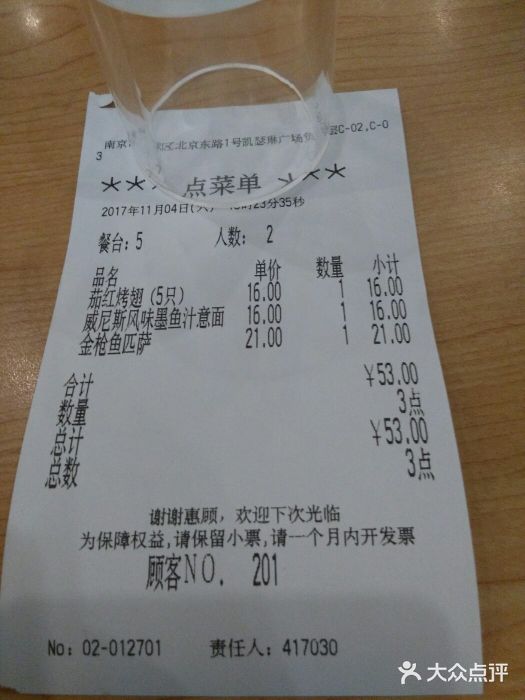 南京 区北京东路1号凯瑟琳广场负 层C-02,C-0
3
*** 点菜单 ***
2017年11月04日( ) 时23分35秒
餐台：5 人数： 2
品名 单价 数量 小计
茄红烤翅（5只） 16.00 1 16.00
威尼斯风味墨鱼汁意面 16.00 1 16.00
金枪鱼匹萨 21.00 1 21.00
合计 ￥53.00
数量 3点
总计 ￥53.00
总数 3点
谢谢惠顾，欢迎下次光临
为保障权益,请保留小票,请一个月内开发票
顾客NO. 201
No：02-012701 责任人：417030
大众点评